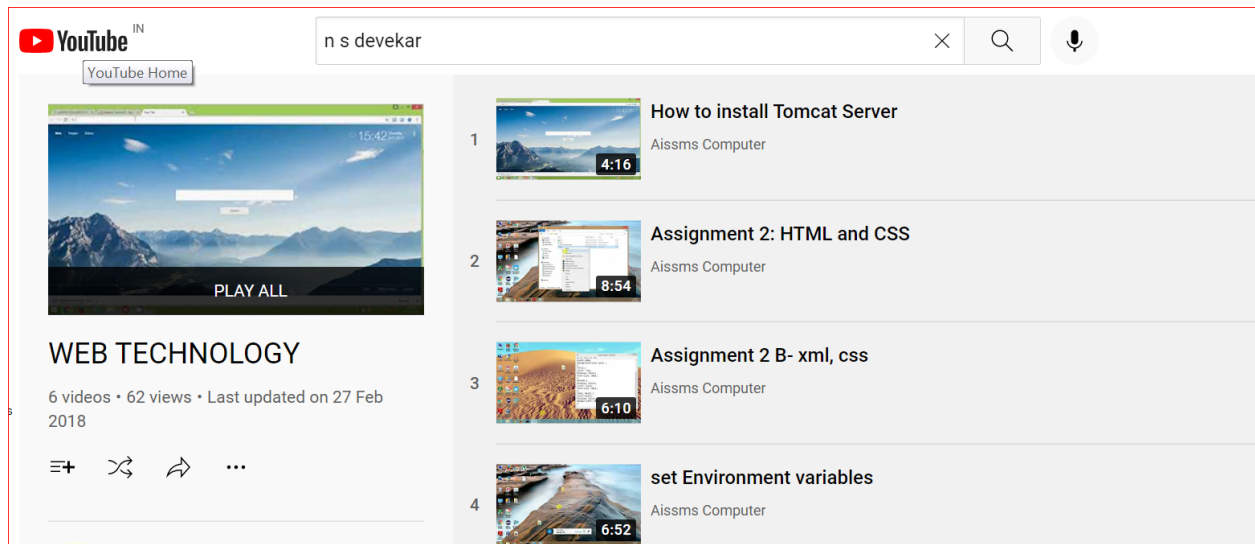 YouTube IN
n s devekar
YouTube Home
15:42
PLAY ALL
WEB TECHNOLOGY
6 videos • 62 views • Last updated on 27 Feb
2018
1
How to install Tomcat Server
Aissms Computer
4:16
2
Assignment 2: HTML and CSS
Aissms Computer
8:54
3
Assignment 2 B- xml, css
Aissms Computer
6:10
4
set Environment variables
Aissms Computer
6:52
s